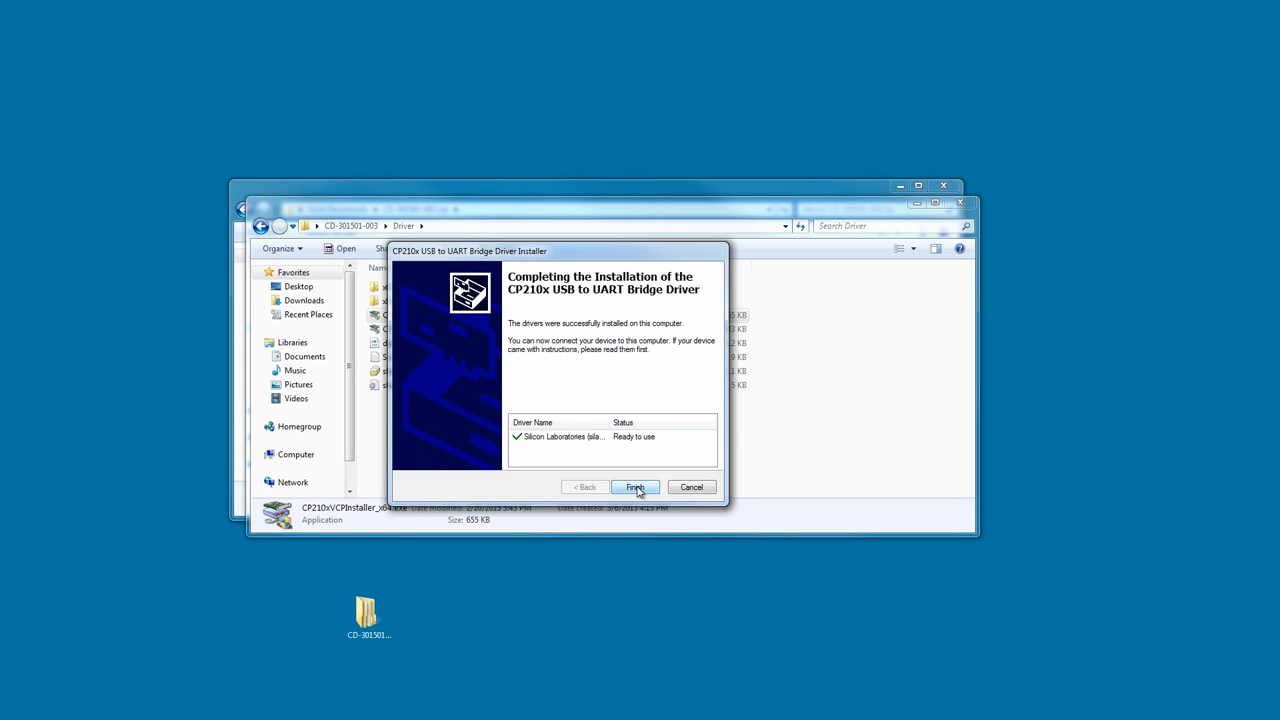 CD-301501-003 Driver
Search Driver
Organize Open
CP210x USB to UART Bridge Driver Installer
Completing the Installation of the
CP210x USB to UART Bridge Driver
The drivers were successfully installed on this computer.
You can now connect your device to this computer. If your device
came with instructions, please read them first.
Driver Name Status
Silicon Laboratories (sila... Ready to use
< Back Finish Cancel
Favorites
Desktop
Downloads
Recent Places
Libraries
Documents
Music
Pictures
Videos
Homegroup
Computer
Network
CP210xVCPInstaller_x64.exe
Application Size: 655 KB
CD-301501...